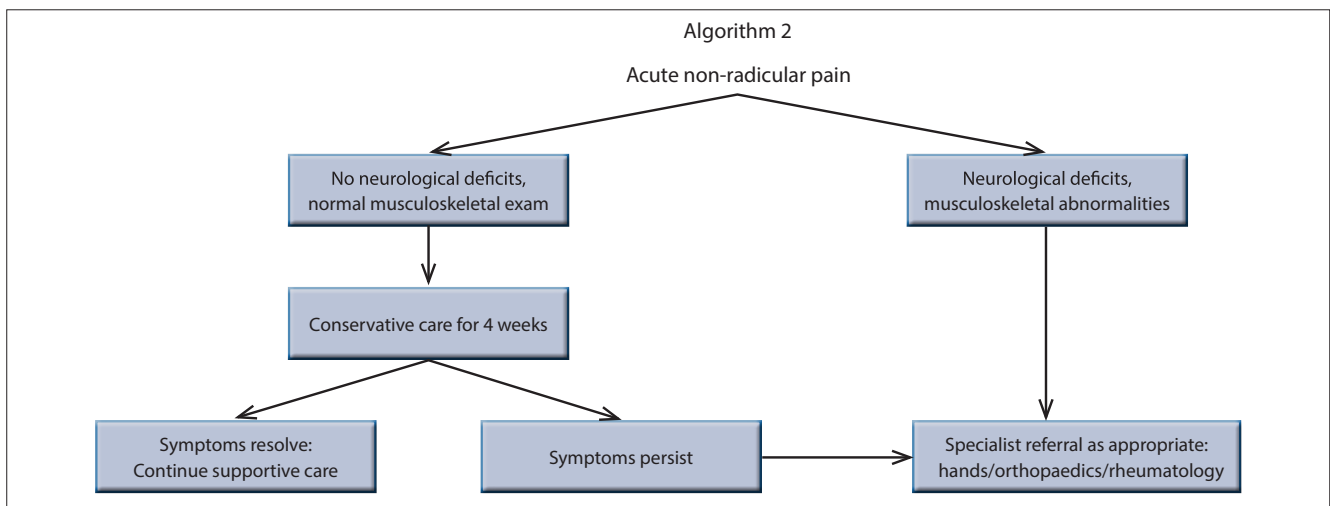 Algorithm 2
Acute non-radicular pain
No neurological deficits,
normal musculoskeletal exam
Neurological deficits,
musculoskeletal abnormalities
Conservative care for 4 weeks
Symptoms resolve:
Continue supportive care
Symptoms persist
Specialist referral as appropriate:
hands/orthopaedics/rheumatology